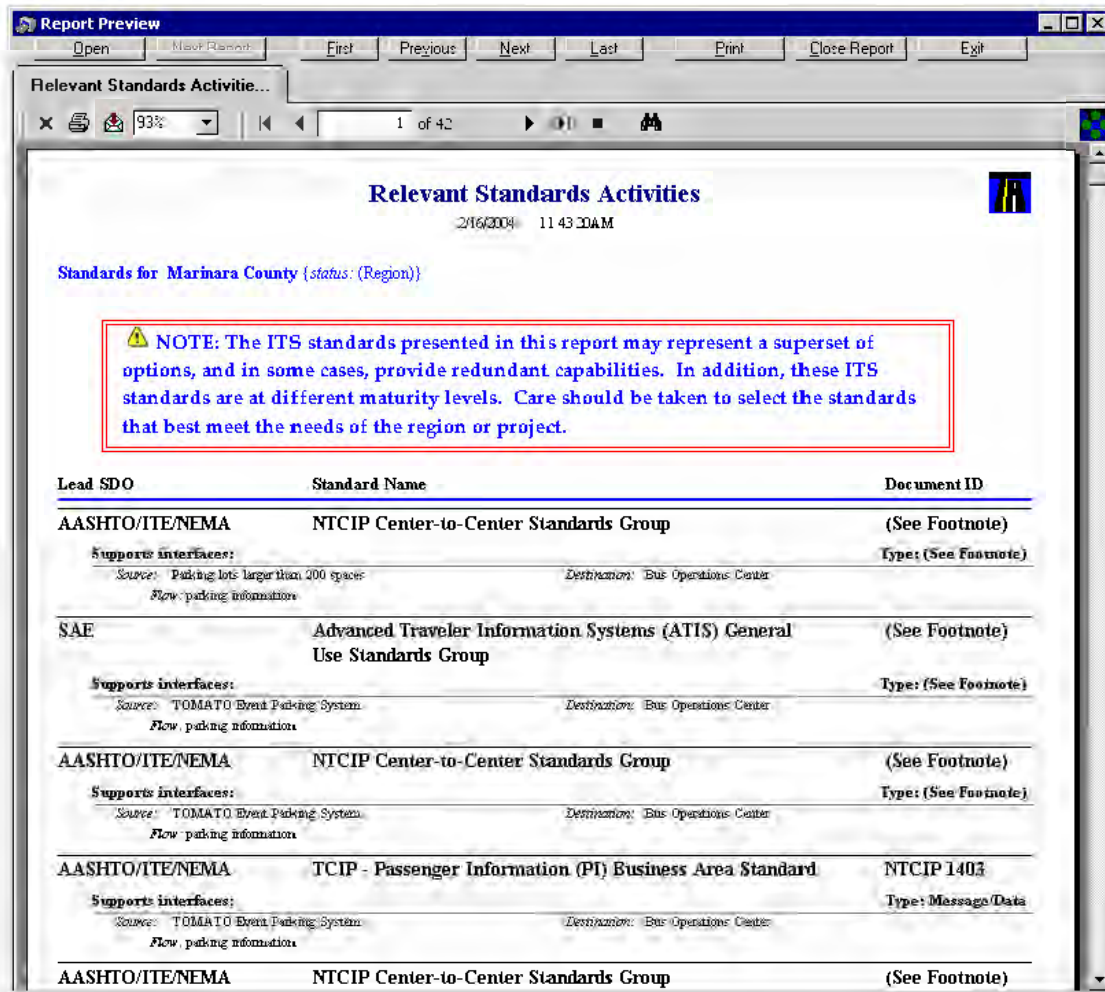 Report Preview
Open Next Report First Previous Next Last Print Close Report Exit
Relevant Standards Activitie...
93% 1 of 42
Relevant Standards Activities
2/16/2004 11 43 20AM
Standards for Marinara County {status: (Region)}
NOTE: The ITS standards presented in this report may represent a superset of
options, and in some cases, provide redundant capabilities. In addition, these ITS
standards are at different maturity levels. Care should be taken to select the standards
that best meet the needs of the region or project.
Lead SDO Standard Name Document ID
AASHTO/ITE/NEMA NTCIP Center-to-Center Standards Group (See Footnote)
Supports interfaces: Type: (See Footnote)
Source: Parking lots larger than 200 spaces Destination: Bus Operations Center
Flow: parking information
SAE Advanced Traveler Information Systems (ATIS) General (See Footnote)
Use Standards Group
Supports interfaces: Type: (See Footnote)
Source: TOMATO Event Parking System Destination: Bus Operations Center
Flow: parking information
AASHTO/ITE/NEMA NTCIP Center-to-Center Standards Group (See Footnote)
Supports interfaces: Type: (See Footnote)
Source: TOMATO Event Parking System Destination: Bus Operations Center
Flow: parking information
AASHTO/ITE/NEMA TCIP - Passenger Information (PI) Business Area Standard NTCIP 1403
Supports interfaces: Type: Message/Data
Source: TOMATO Event Parking System Destination: Bus Operations Center
Flow: parking information
AASHTO/ITE/NEMA NTCIP Center-to-Center Standards Group (See Footnote)